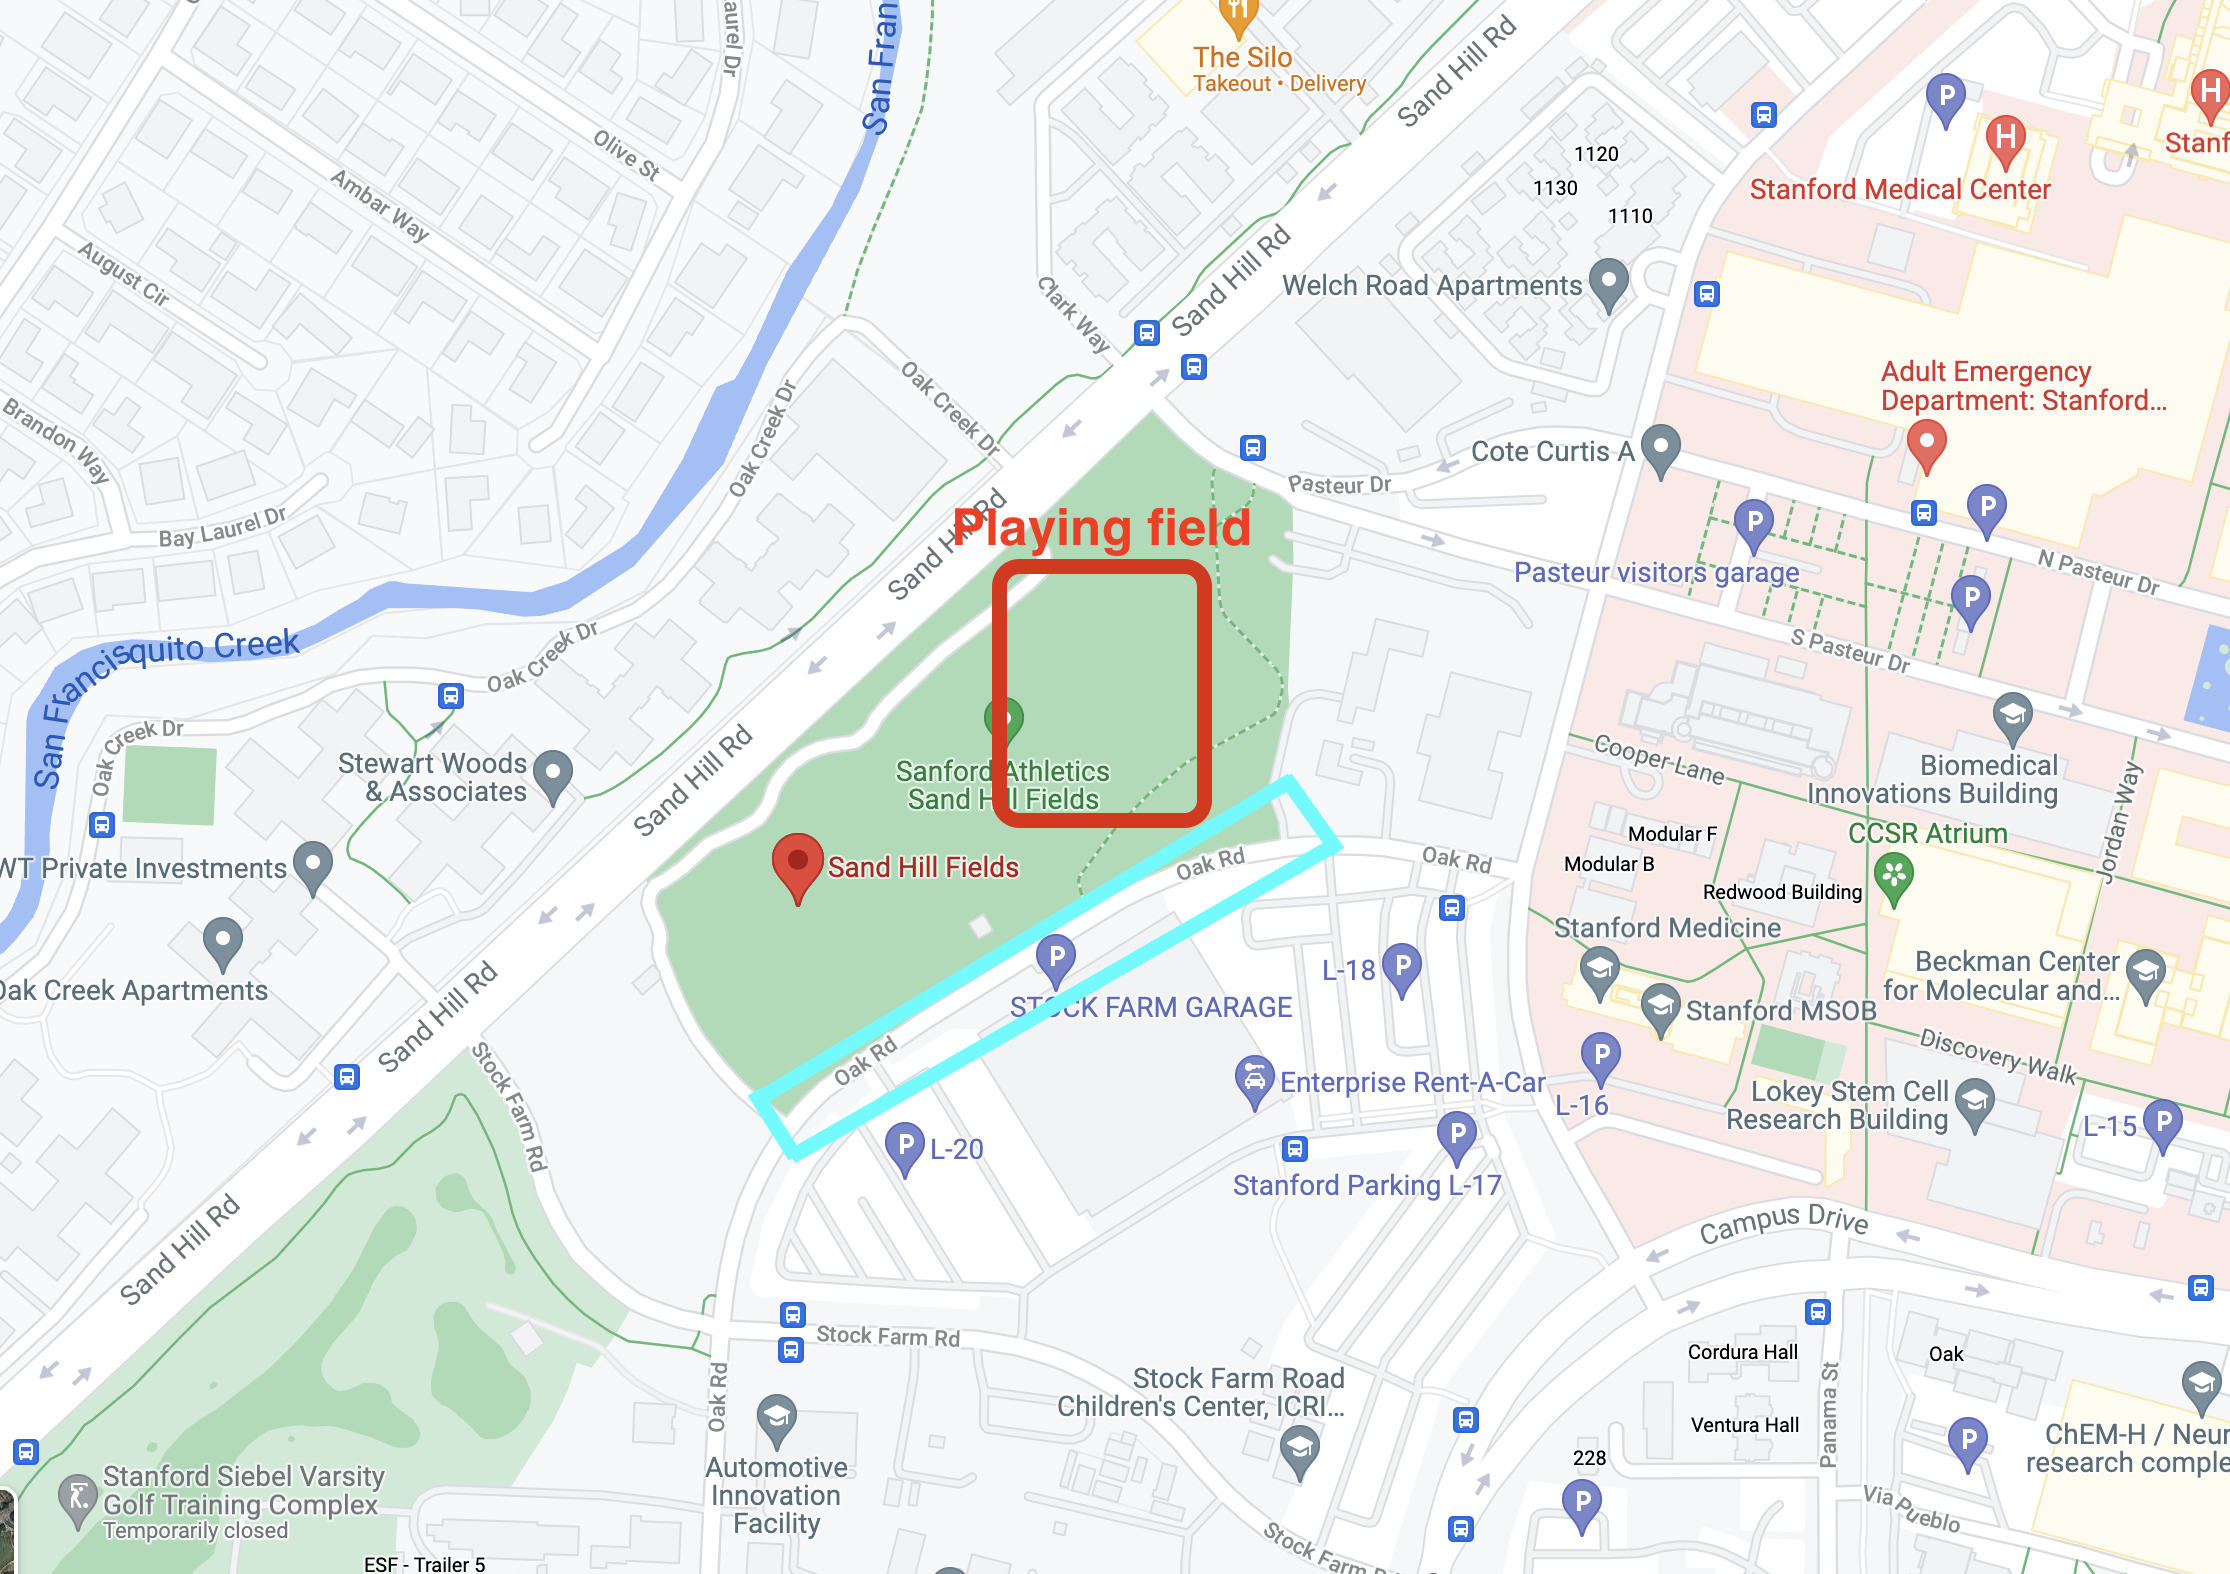 Laurel Dr
San Fran
The Silo
Takeout • Delivery
Sand Hill Rd
Olive St
1120
1130
1110
Stanford Medical Center
Stanf
Ambar Way
August Cir
Clark Way
Sand Hill Rd
Welch Road Apartments
Oak Creek Dr
Oak Creek Dr
Adult Emergency
Department: Stanford...
Brandon Way
Cote Curtis A
Pasteur Dr
Bay Laurel Dr
Sand Hill Rd
Playing field
Pasteur visitors garage
N Pasteur Dr
San Francisquito Creek
Oak Creek Dr
S Pasteur Dr
Oak Creek Dr
Stewart Woods
& Associates
Sand Hill Rd
Sanford Athletics
Sand Hill Fields
Cooper Lane
Biomedical
Innovations Building
Jordan Way
Modular F
CCSR Atrium
Modular B
WT Private Investments
Sand Hill Fields
Oak Rd
Oak Rd
Redwood Building
Stanford Medicine
L-18
Beckman Center
for Molecular and...
Oak Creek Apartments
Sand Hill Rd
STOCK FARM GARAGE
Stanford MSOB
Discovery Walk
Oak Rd
Stock Farm Rd
Enterprise Rent-A-Car
L-16
Lokey Stem Cell
Research Building
L-15
L-20
Stanford Parking L-17
Sand Hill Rd
Campus Drive
Stock Farm Rd
Cordura Hall
Oak
Oak Rd
Stock Farm Road
Children's Center, ICRI...
Panama St
Ventura Hall
ChEM-H / Neur
research comple
228
Stanford Siebel Varsity
Golf Training Complex
Temporarily closed
Automotive
Innovation
Facility
Via Pueblo
Stock Farm
ESF - Trailer 5